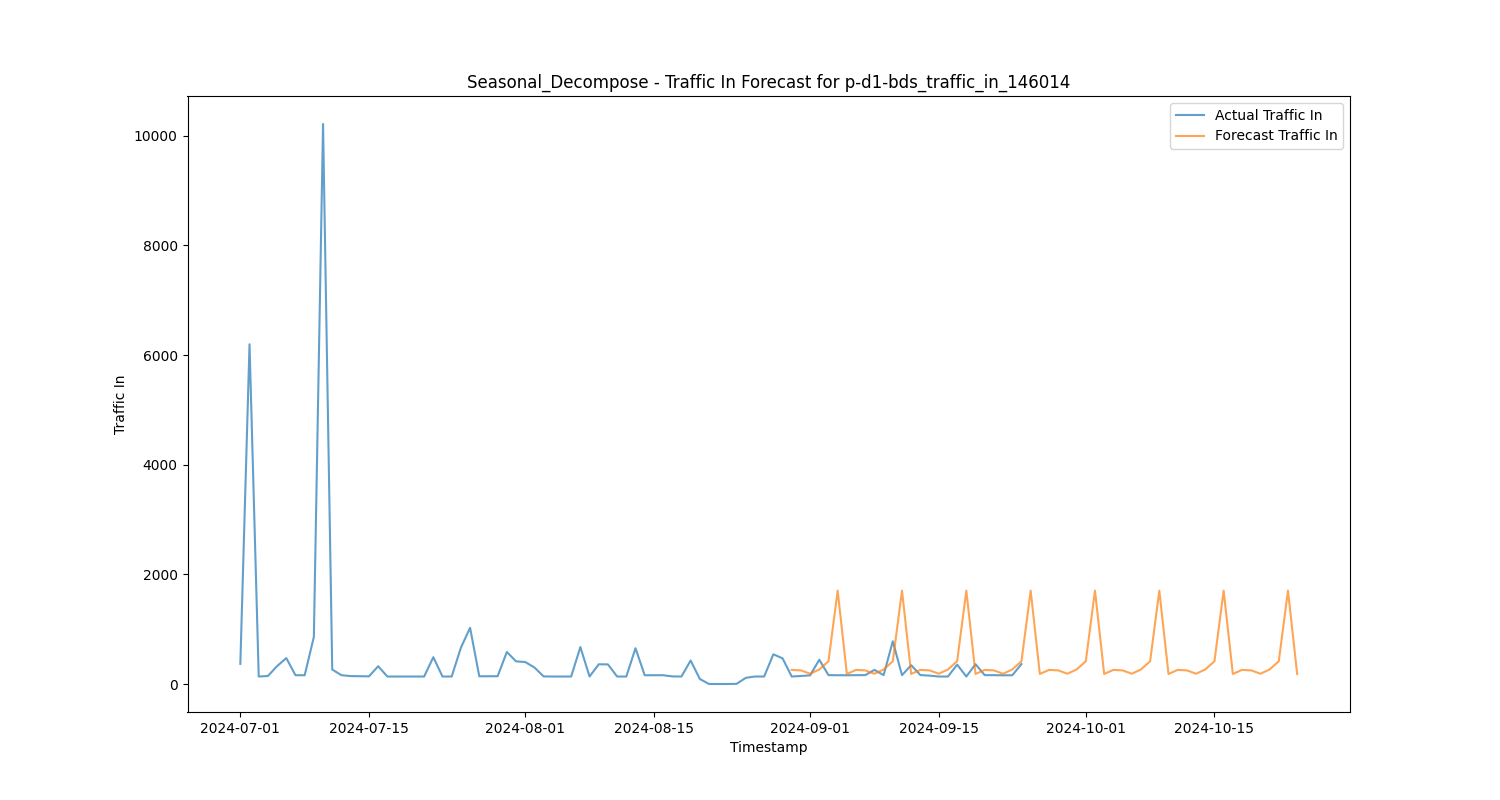 Seasonal_Decompose - Traffic In Forecast for p-d1-bds_traffic_in_146014
Actual Traffic In
Forecast Traffic In
10000
8000
6000
4000
2000
0
Traffic In
2024-07-01 2024-07-15 2024-08-01 2024-08-15 2024-09-01 2024-09-15 2024-10-01 2024-10-15
Timestamp